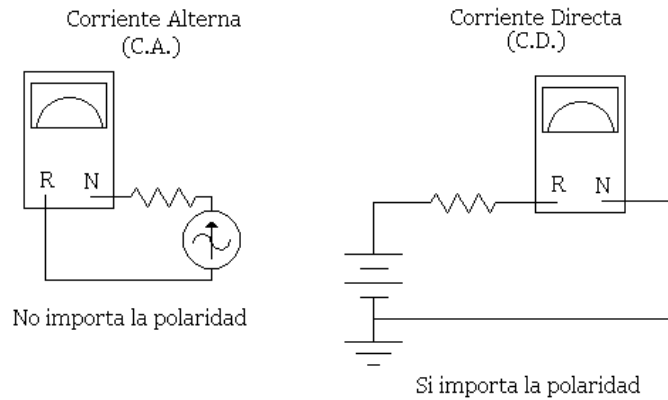 Corriente Alterna
(C.A.)
R N
No importa la polaridad
Corriente Directa
(C.D.)
R N
Si importa la polaridad